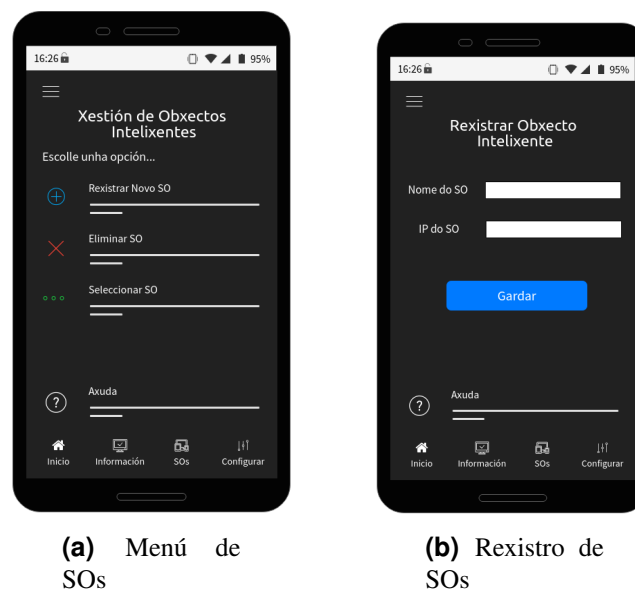 16:26 95%
Xestión de Obxectos
Intelixentes
Escolle unha opción...
Rexistrar Novo SO
Eliminar SO
Seleccionar SO
Axuda
?
Inicio Información SOs Configurar
(a) Menú de
SOs
16:26 95%
Rexistrar Obxecto
Intelixente
Nome do SO
IP do SO
Gardar
Axuda
?
Inicio Información SOs Configurar
(b) Rexistro de
SOs